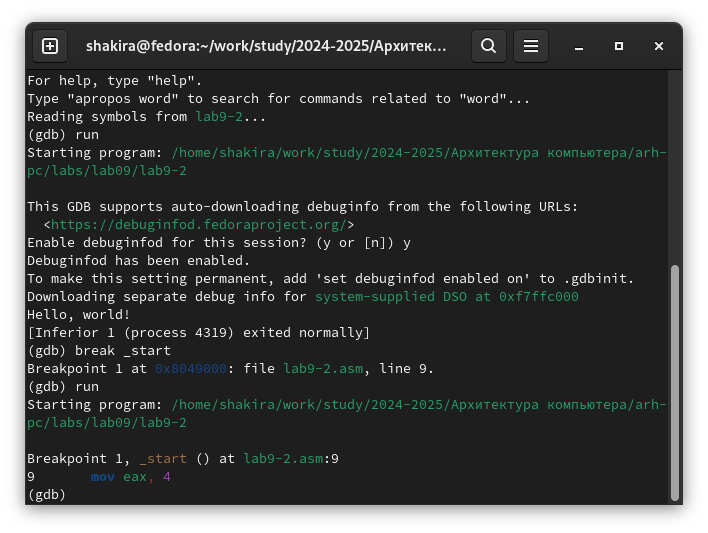 shakira@fedora:~/work/study/2024-2025/Архитек...
For help, type "help".
Type "apropos word" to search for commands related to "word"...
Reading symbols from lab9-2...
(gdb) run
Starting program: /home/shakira/work/study/2024-2025/Архитектура компьютера/arh-
pc/labs/lab09/lab9-2
This GDB supports auto-downloading debuginfo from the following URLs:
<https://debuginfod.fedoraproject.org/>
Enable debuginfod for this session? (y or [n]) y
Debuginfod has been enabled.
To make this setting permanent, add 'set debuginfod enabled on' to .gdbinit.
Downloading separate debug info for system-supplied DSO at 0xf7ffc000
Hello, world!
[Inferior 1 (process 4319) exited normally]
(gdb) break _start
Breakpoint 1 at 0x8049000: file lab9-2.asm, line 9.
(gdb) run
Starting program: /home/shakira/work/study/2024-2025/Архитектура компьютера/arh-
pc/labs/lab09/lab9-2
Breakpoint 1, _start () at lab9-2.asm:9
9 mov eax, 4
(gdb)